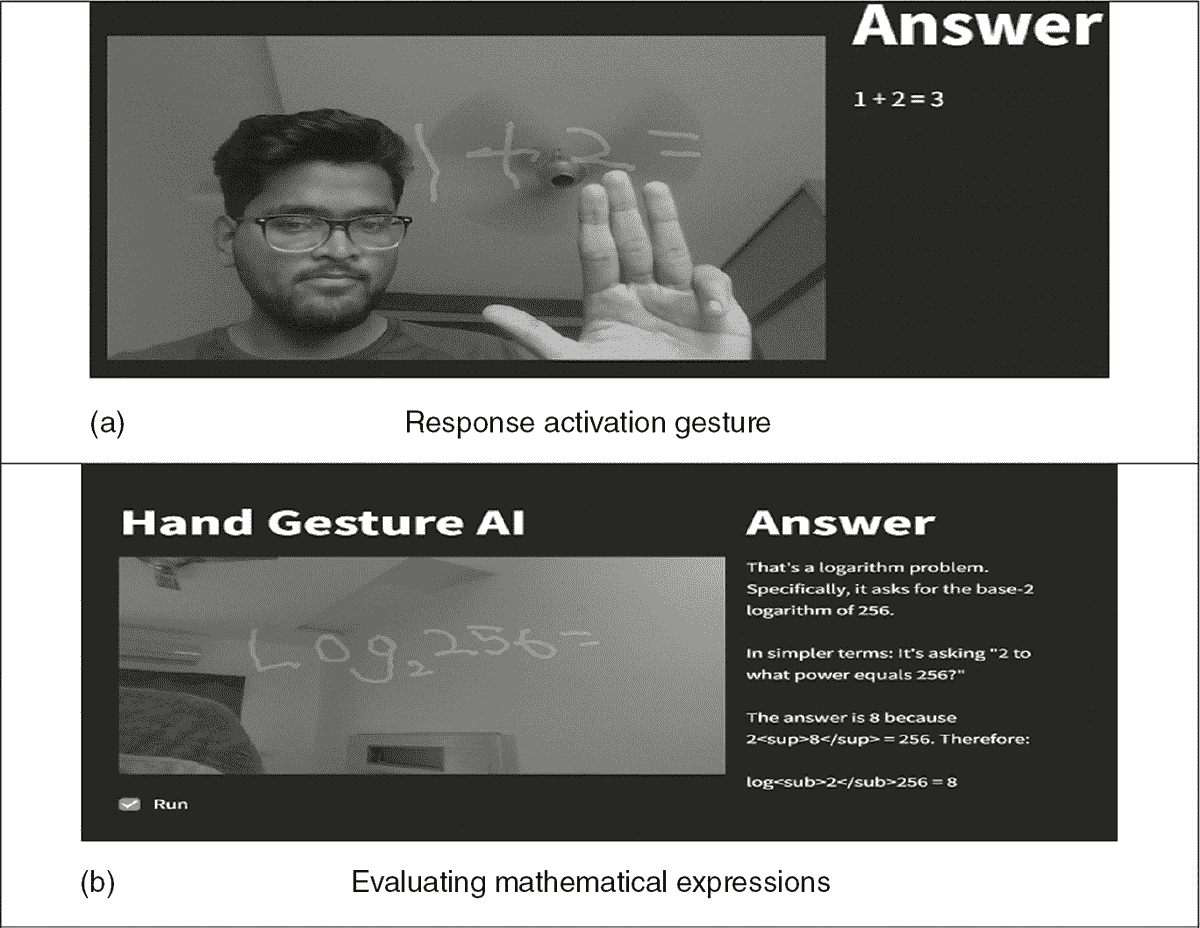 Answer
1 + 2 =
1 + 2 = 3
(a) Response activation gesture
Hand Gesture AI
Answer
Log2 256 =
That's a logarithm problem.
Specifically, it asks for the base-2
logarithm of 256.
In simpler terms: It's asking "2 to
what power equals 256?"
The answer is 8 because
2<sup>8</sup> = 256. Therefore:
log<sub>2</sub>256 = 8
Run
(b) Evaluating mathematical expressions